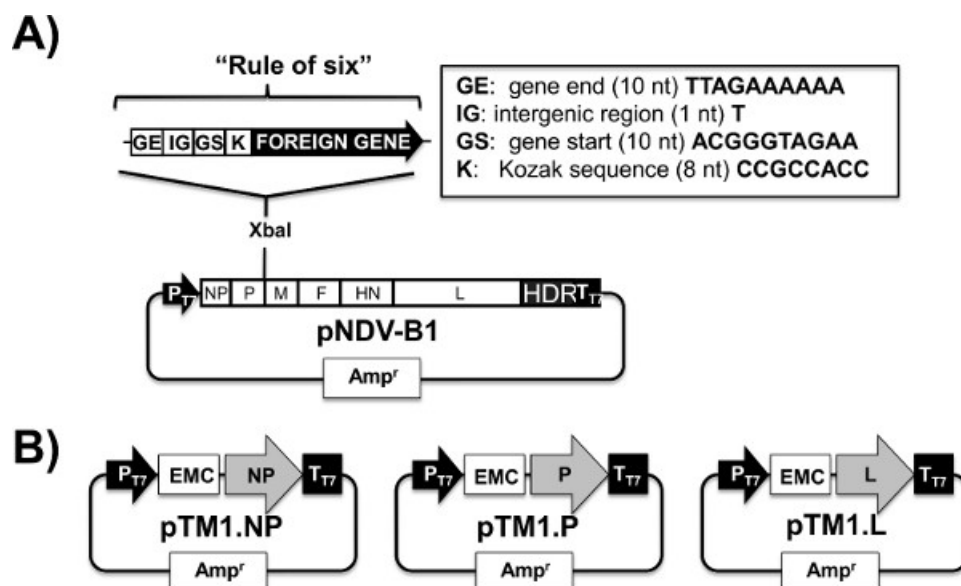 A)
“Rule of six”
GE IG GS K FOREIGN GENE
GE: gene end (10 nt) TTAGAAAAAA
IG: intergenic region (1 nt) T
GS: gene start (10 nt) ACGGGTAGAA
K: Kozak sequence (8 nt) CCGCCACC
XbaI
PT7 NP P M F HN L HDRTT7
pNDV-B1
Ampr
B)
PT7 EMC NP TT7
pTM1.NP
Ampr
PT7 EMC P TT7
pTM1.P
Ampr
PT7 EMC L TT7
pTM1.L
Ampr